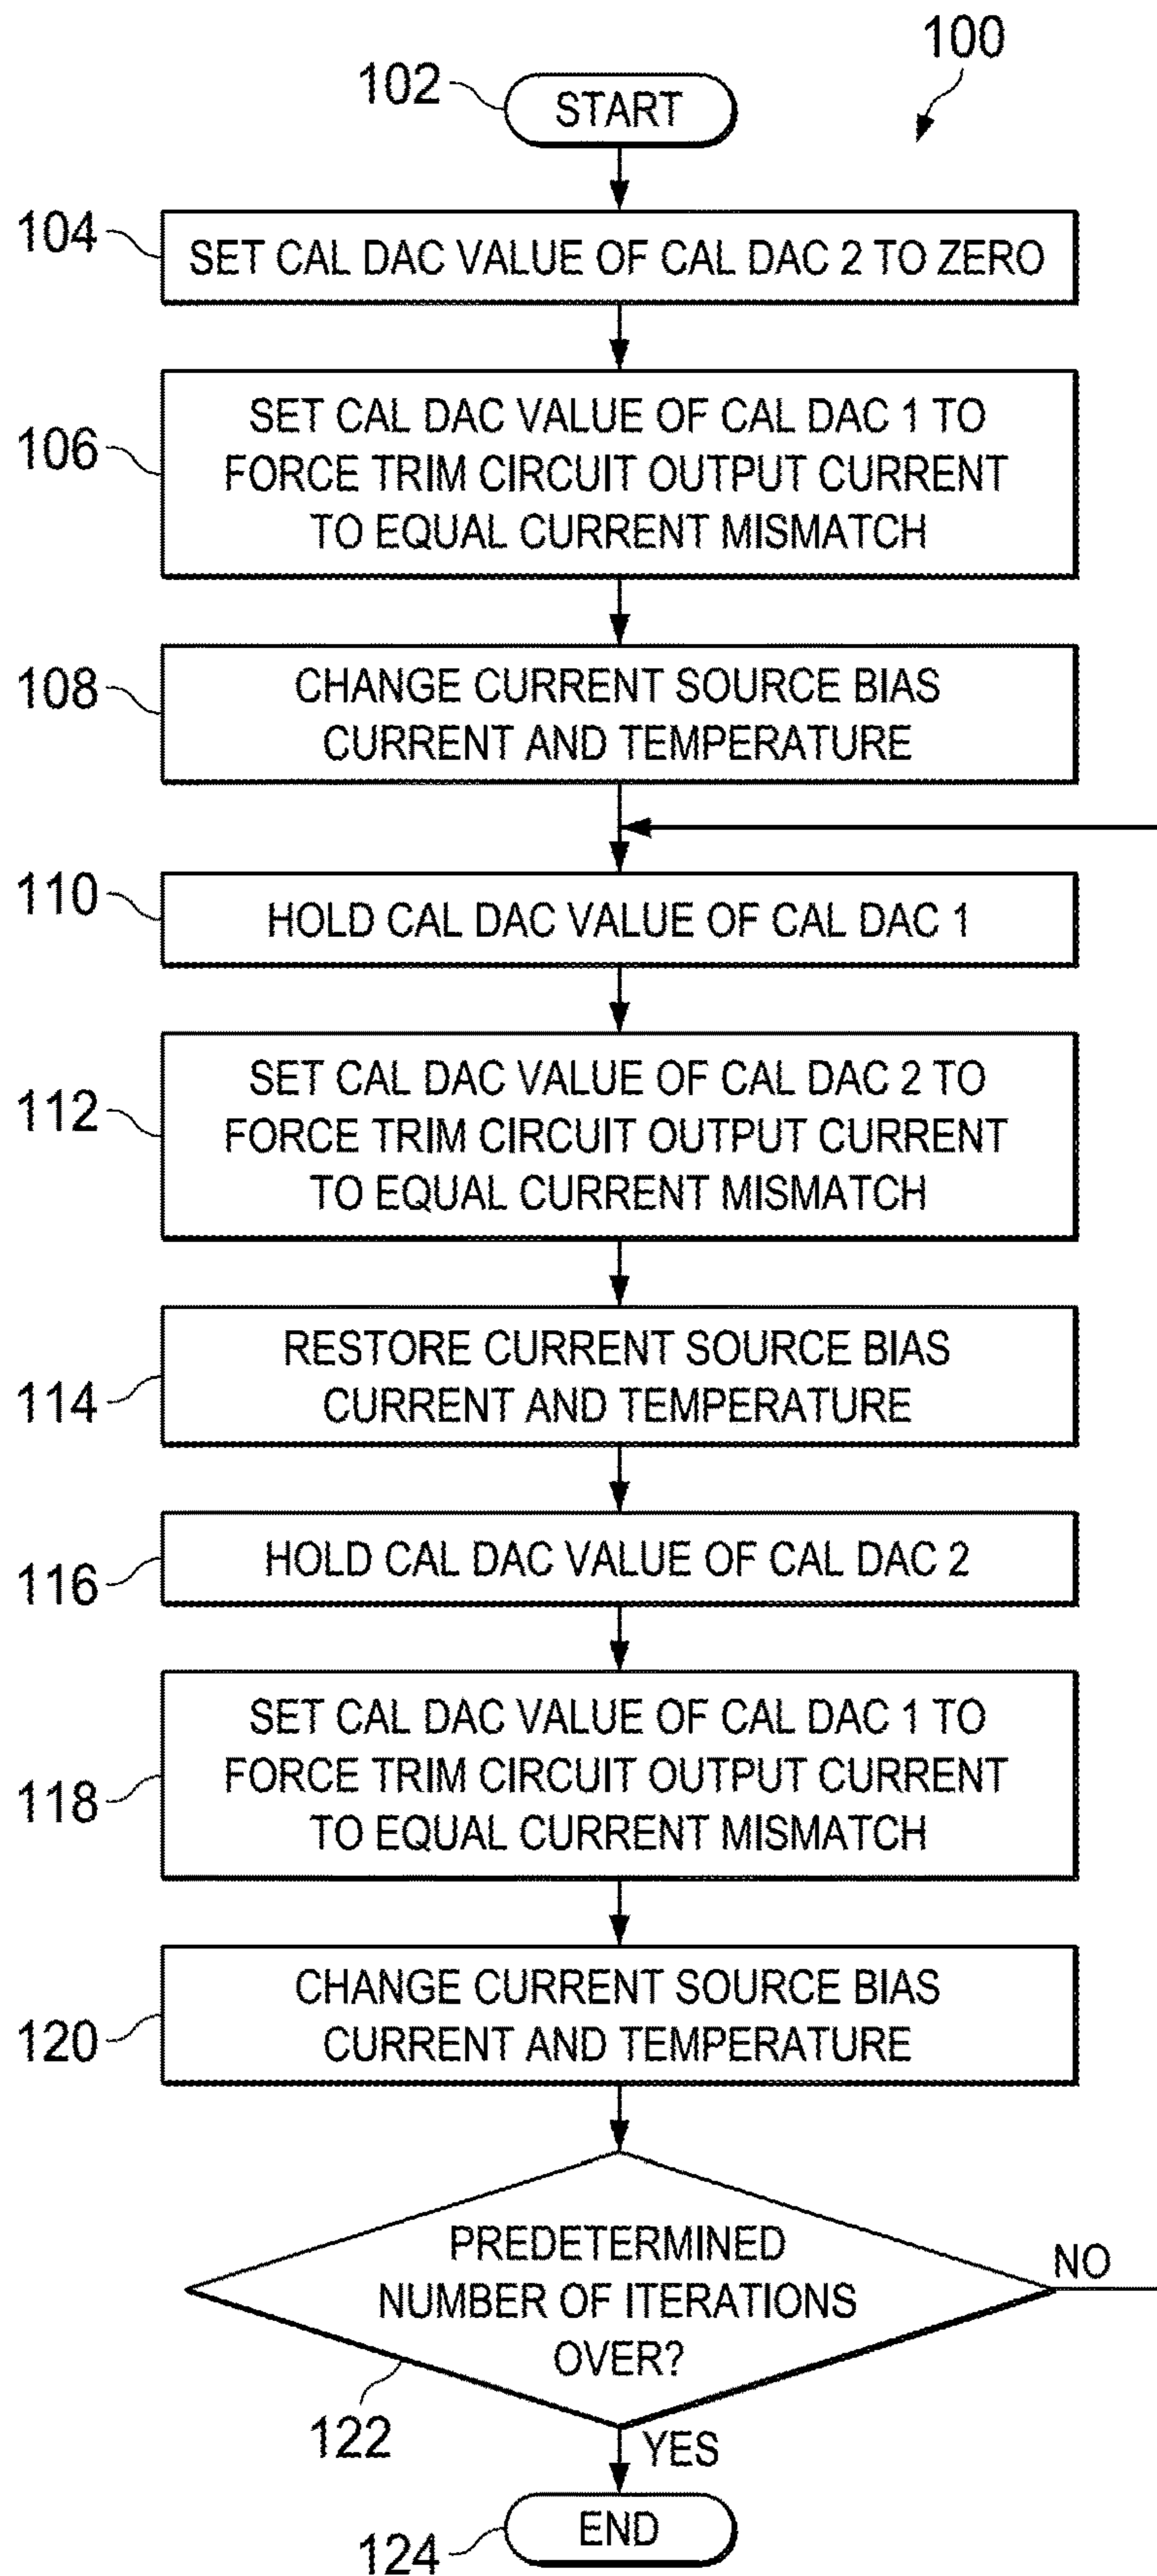 100
102
START
104
SET CAL DAC VALUE OF CAL DAC 2 TO ZERO
106
SET CAL DAC VALUE OF CAL DAC 1 TO
FORCE TRIM CIRCUIT OUTPUT CURRENT
TO EQUAL CURRENT MISMATCH
108
CHANGE CURRENT SOURCE BIAS
CURRENT AND TEMPERATURE
110
HOLD CAL DAC VALUE OF CAL DAC 1
112
SET CAL DAC VALUE OF CAL DAC 2 TO
FORCE TRIM CIRCUIT OUTPUT CURRENT
TO EQUAL CURRENT MISMATCH
114
RESTORE CURRENT SOURCE BIAS
CURRENT AND TEMPERATURE
116
HOLD CAL DAC VALUE OF CAL DAC 2
118
SET CAL DAC VALUE OF CAL DAC 1 TO
FORCE TRIM CIRCUIT OUTPUT CURRENT
TO EQUAL CURRENT MISMATCH
120
CHANGE CURRENT SOURCE BIAS
CURRENT AND TEMPERATURE
PREDETERMINED
NUMBER OF ITERATIONS
OVER?
NO
122
YES
END
124